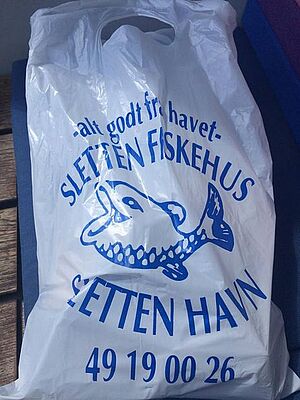 -alt godt fra havet-
SLETTEN FISKEHUS
SLETTEN HAVN
49 19 00 26